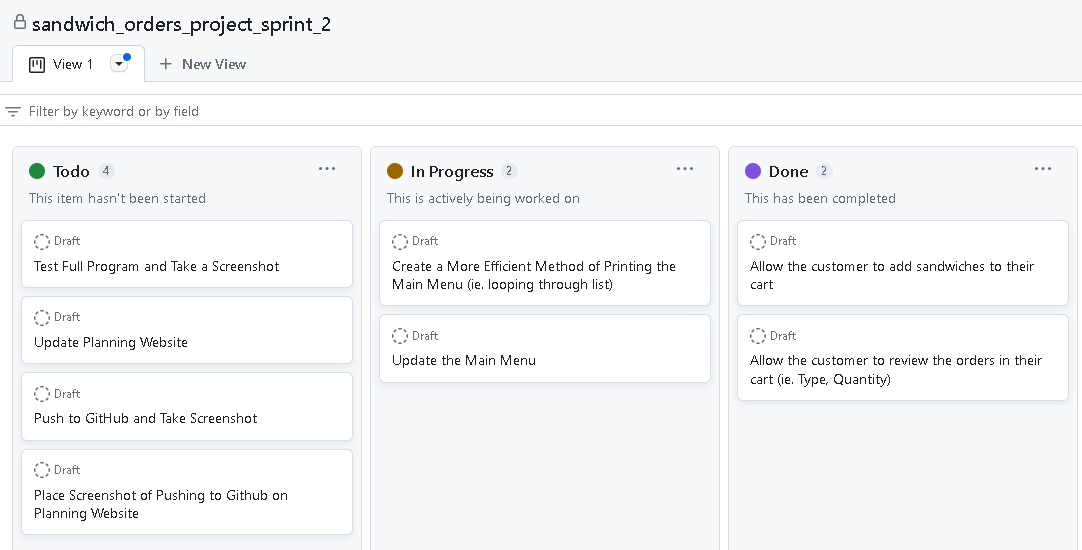 sandwich_orders_project_sprint_2
View 1
New View
Filter by keyword or by field
Todo 4
This item hasn't been started
Draft
Test Full Program and Take a Screenshot
Draft
Update Planning Website
Draft
Push to GitHub and Take Screenshot
Draft
Place Screenshot of Pushing to Github on
Planning Website
In Progress 2
This is actively being worked on
Draft
Create a More Efficient Method of Printing the
Main Menu (ie. looping through list)
Draft
Update the Main Menu
Done 2
This has been completed
Draft
Allow the customer to add sandwiches to their
cart
Draft
Allow the customer to review the orders in their
cart (ie. Type, Quantity)